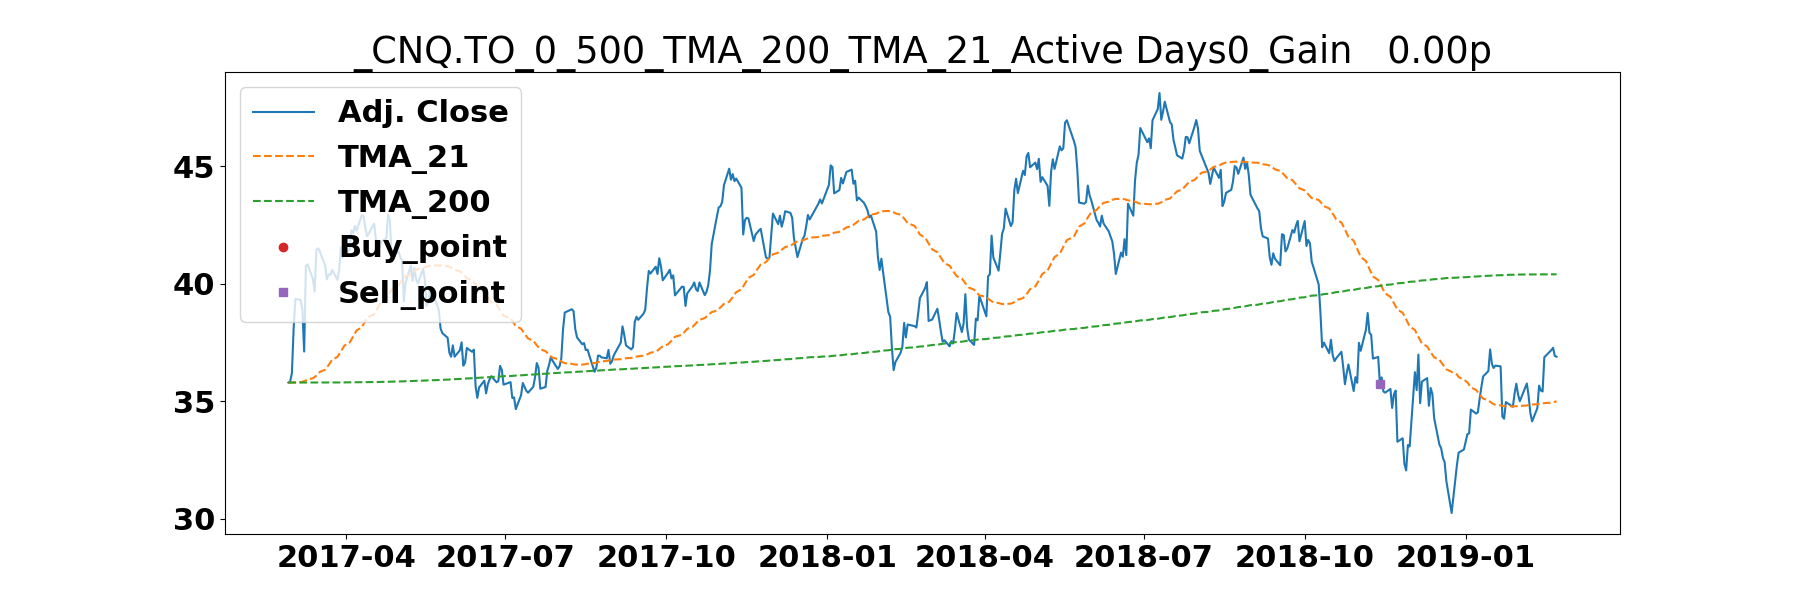 _CNQ.TO_0_500_TMA_200_TMA_21_Active Days0_Gain   0.00p
Adj. Close
TMA_21
TMA_200
Buy_point
Sell_point
45
40
35
30
2017-04 2017-07 2017-10 2018-01 2018-04 2018-07 2018-10 2019-01